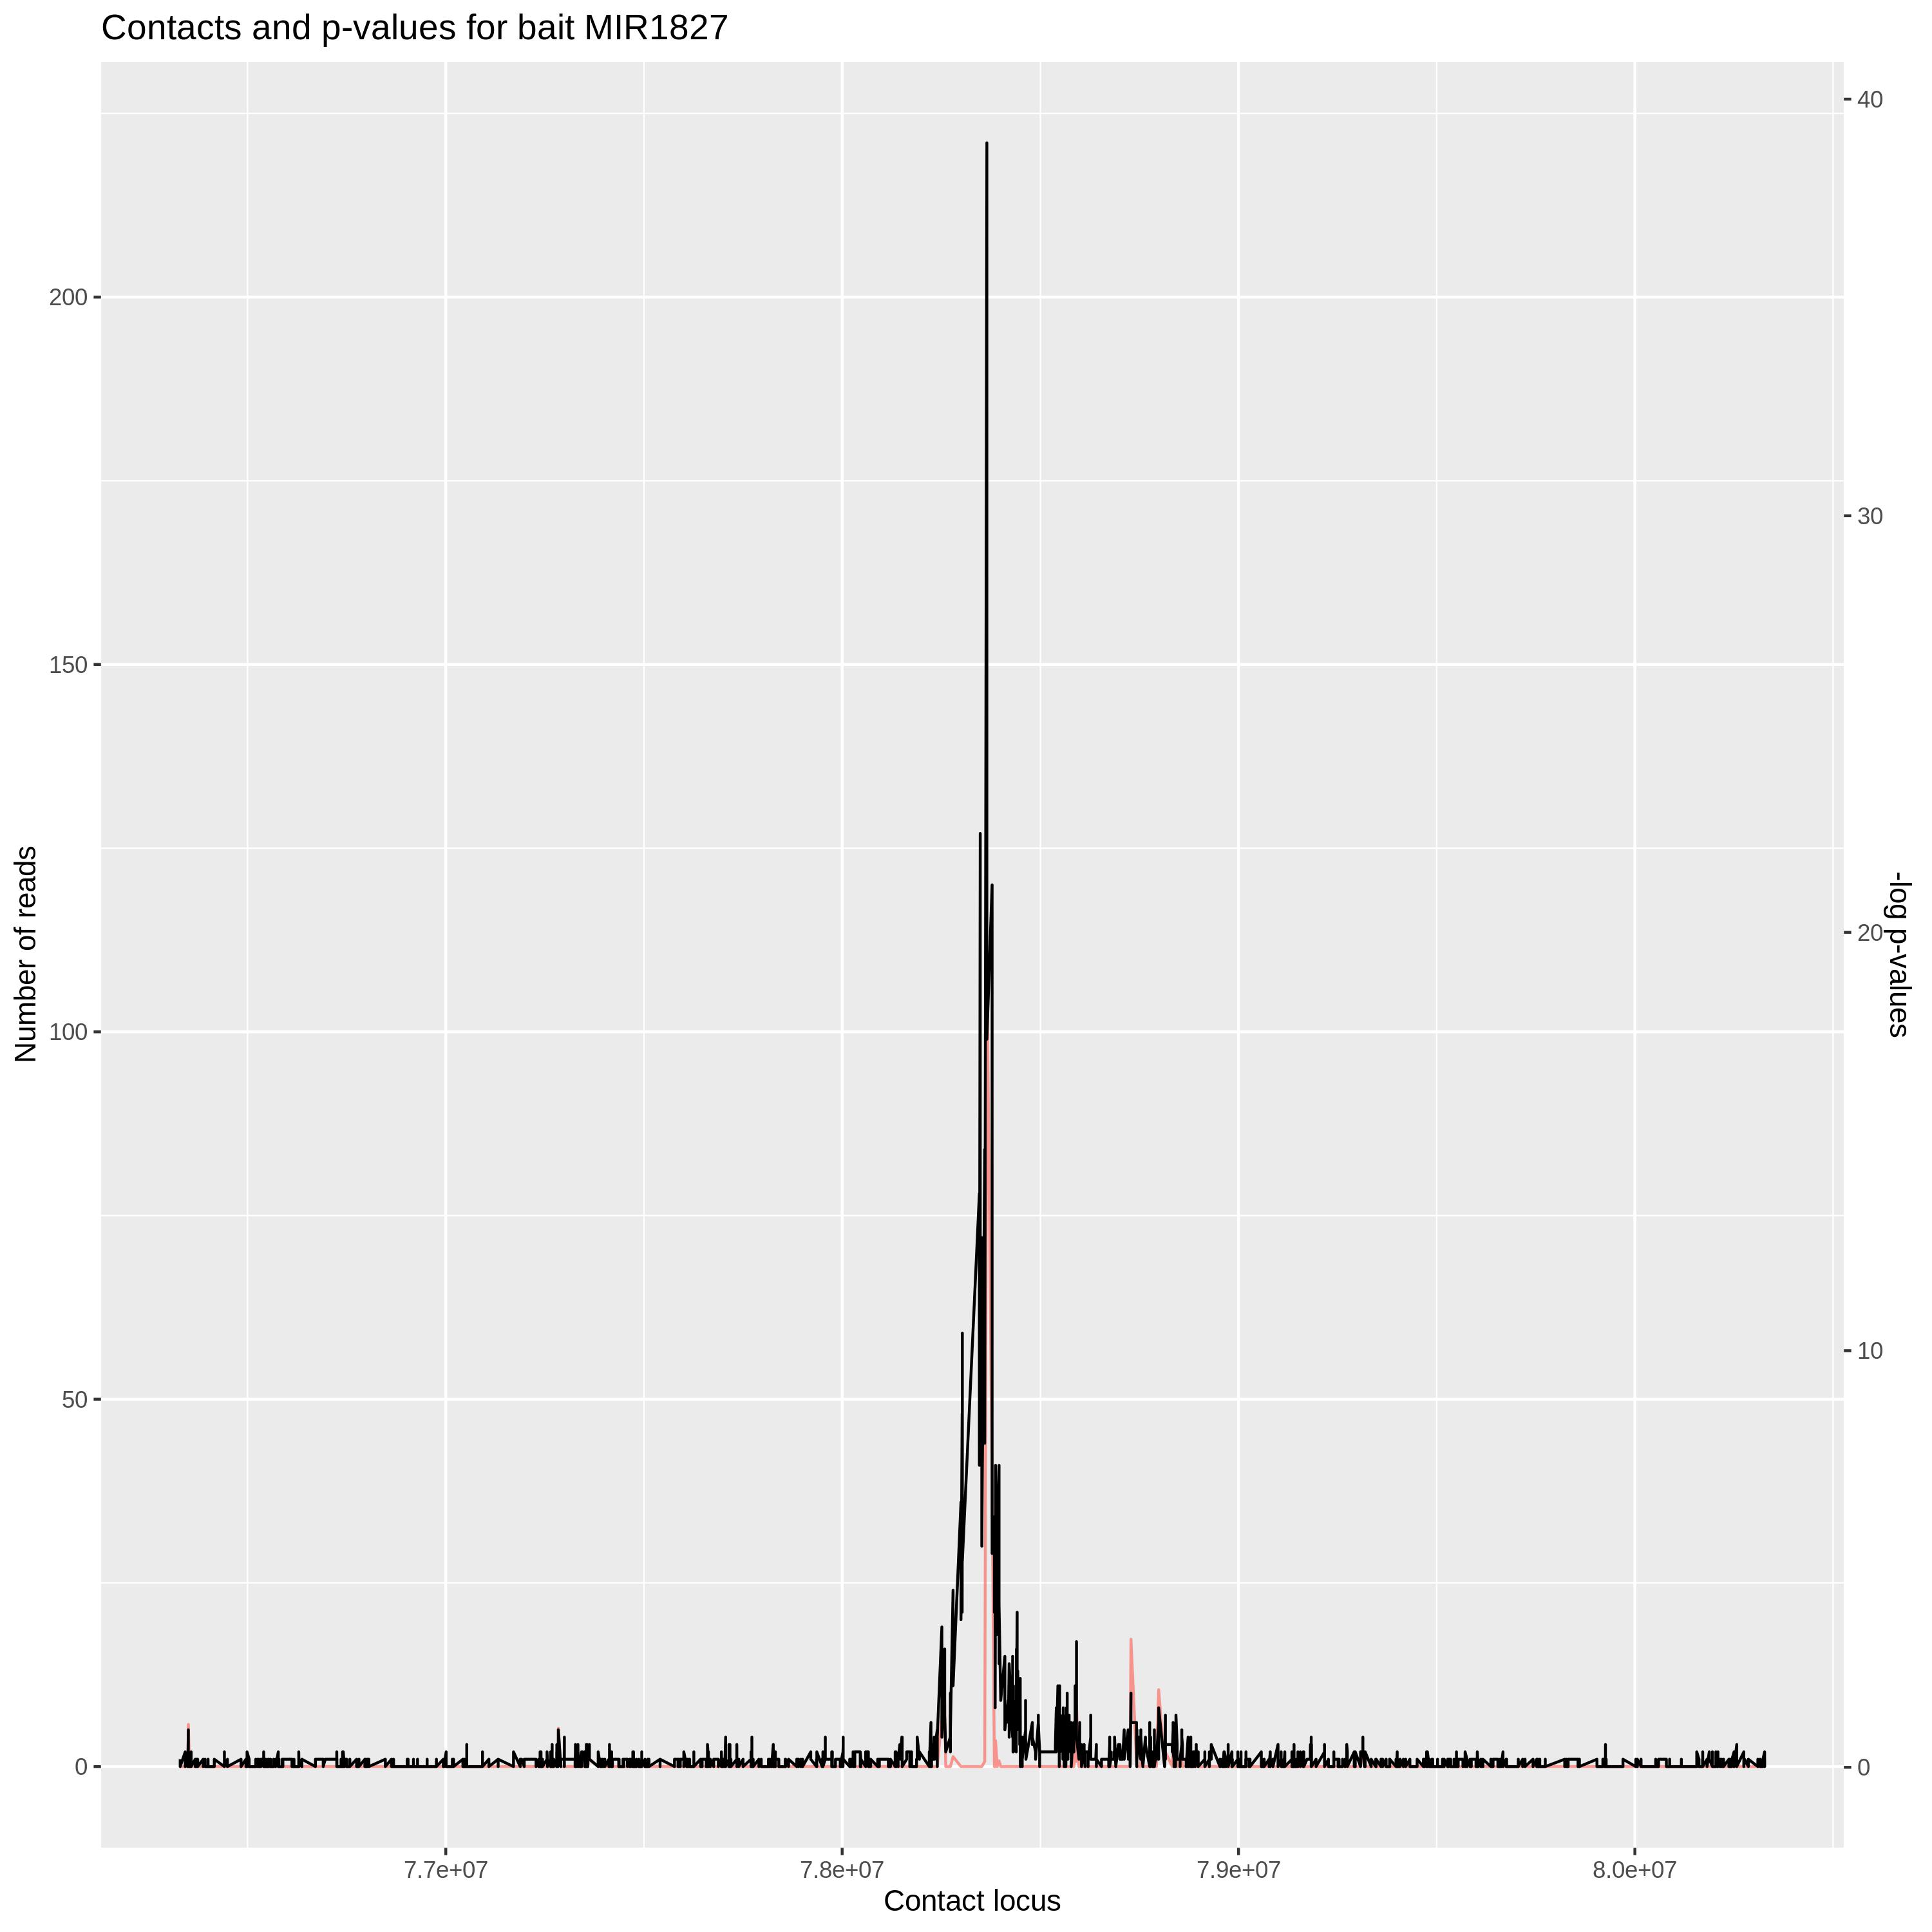 Contacts and p-values for bait MIR1827
Number of reads
200
150
100
50
0
40
30
20
10
0
-log p-values
7.7e+07 7.8e+07 7.9e+07 8.0e+07
Contact locus